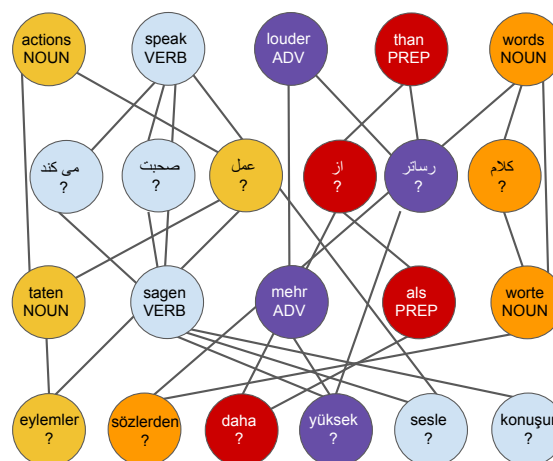 actions
NOUN
speak
VERB
louder
ADV
than
PREP
words
NOUN
می کند
?
صحبت
?
عمل
?
از
?
رساتر
?
کلام
?
taten
NOUN
sagen
VERB
mehr
ADV
als
PREP
worte
NOUN
eylemler
?
sözlerden
?
daha
?
yüksek
?
sesle
?
konuşur
?